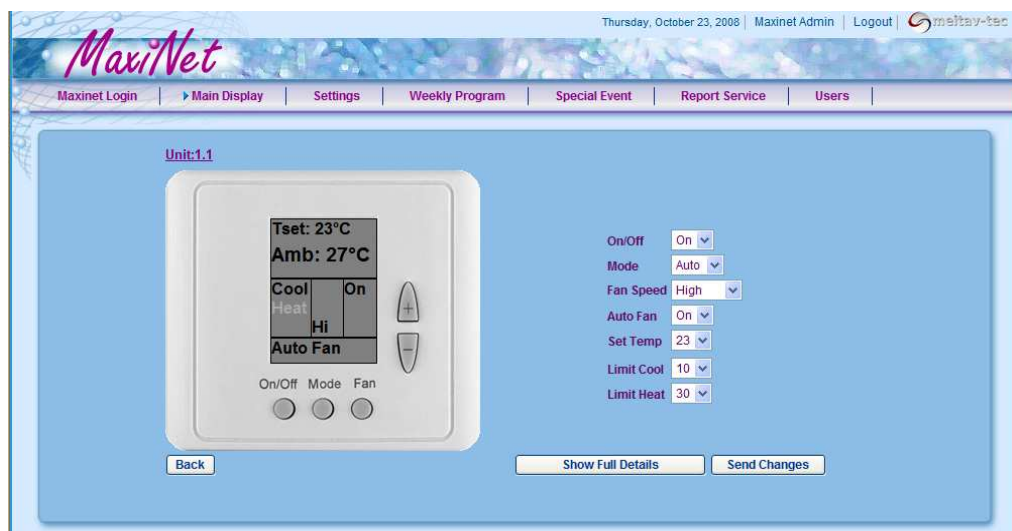 Thursday, October 23, 2008 | Maxinet Admin | Logout | meitav-tec
MaxiNet
Maxinet Login | Main Display | Settings | Weekly Program | Special Event | Report Service | Users |
Unit:1.1
Tset: 23°C
Amb: 27°C
Cool On
Heat
Hi
Auto Fan
+
-
On/Off Mode Fan
On/Off On
Mode Auto
Fan Speed High
Auto Fan On
Set Temp 23
Limit Cool 10
Limit Heat 30
Back Show Full Details Send Changes